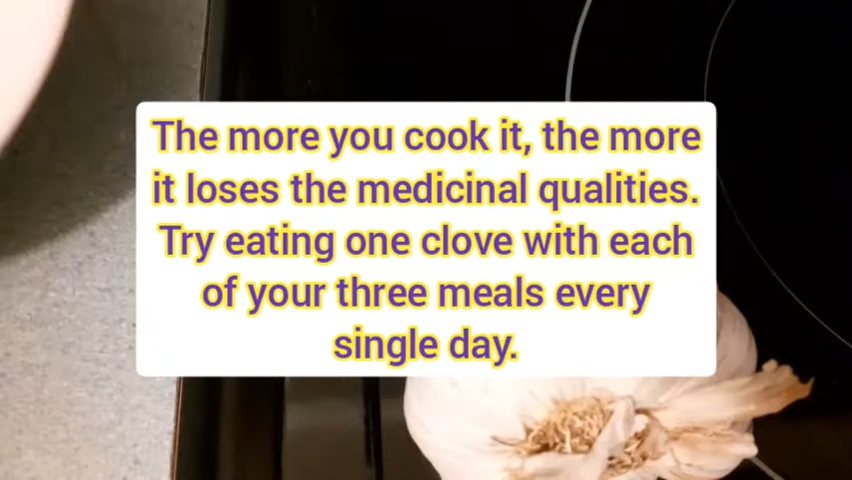 The more you cook it, the more
it loses the medicinal qualities.
Try eating one clove with each
of your three meals every
single day.